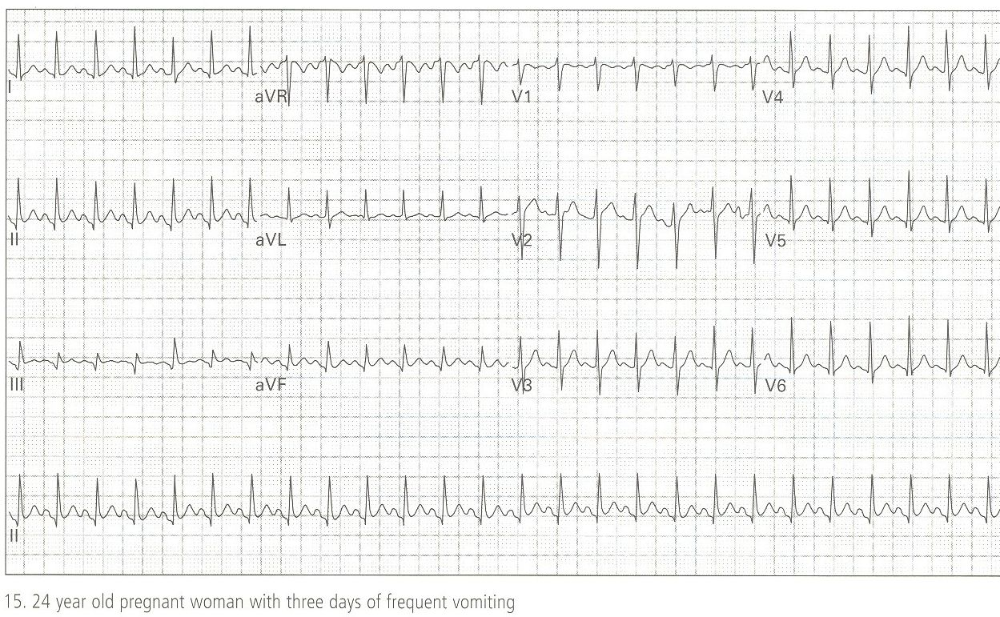 I
aVR
V1
V4
II
aVL
V2
V5
III
aVF
V3
V6
II
15. 24 year old pregnant woman with three days of frequent vomiting